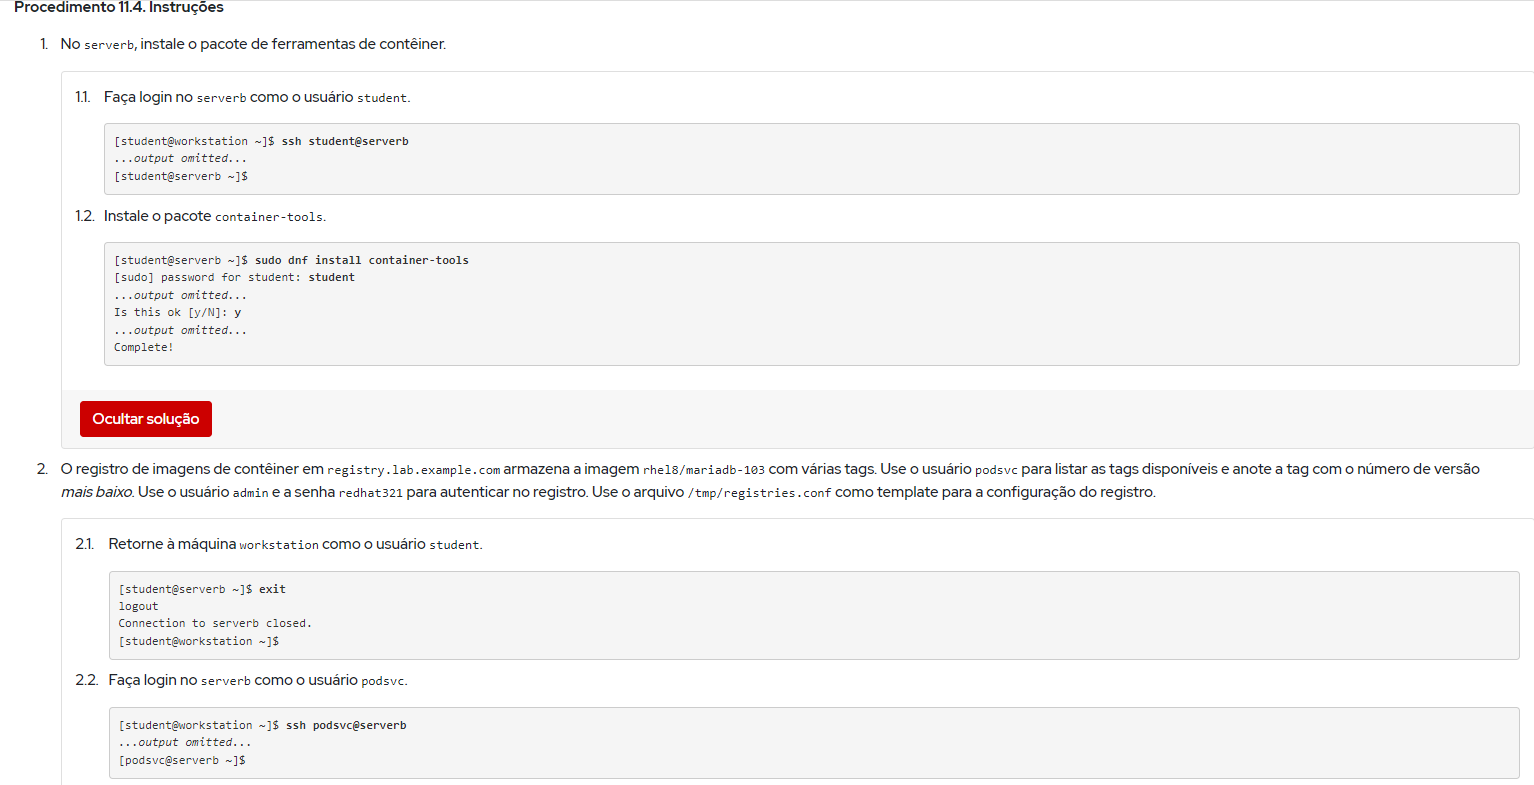 Procedimento 11.4. Instruções
1. No serverb, instale o pacote de ferramentas de contêiner.
1.1. Faça login no serverb como o usuário student.
[student@workstation ~]$ ssh student@serverb
...output omitted...
[student@serverb ~]$
1.2. Instale o pacote container-tools.
[student@serverb ~]$ sudo dnf install container-tools
[sudo] password for student: student
...output omitted...
Is this ok [y/N]: y
...output omitted...
Complete!
Ocultar solução
2. O registro de imagens de contêiner em registry.lab.example.com armazena a imagem rhel8/mariadb-103 com várias tags. Use o usuário podsvc para listar as tags disponíveis e anote a tag com o número de versão
mais baixo. Use o usuário admin e a senha redhat321 para autenticar no registro. Use o arquivo /tmp/registries.conf como template para a configuração do registro.
2.1. Retorne à máquina workstation como o usuário student.
[student@serverb ~]$ exit
logout
Connection to serverb closed.
[student@workstation ~]$
2.2. Faça login no serverb como o usuário podsvc.
[student@workstation ~]$ ssh podsvc@serverb
...output omitted...
[podsvc@serverb ~]$